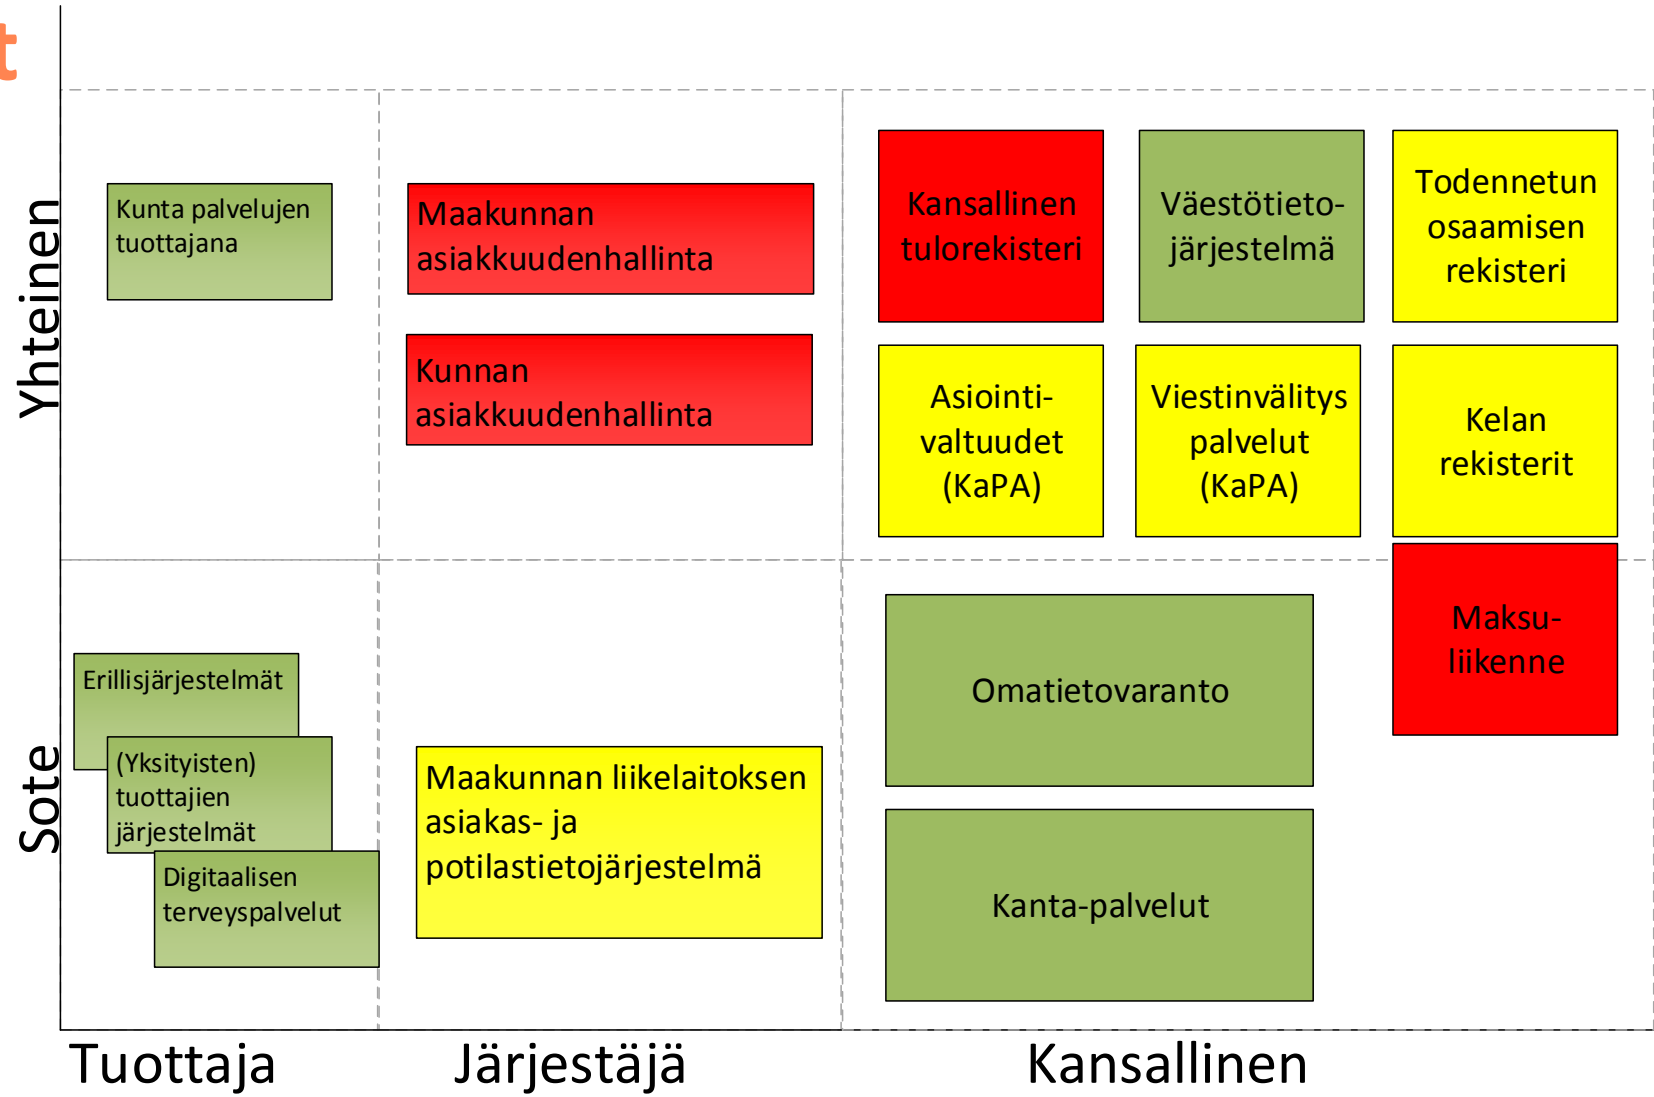 t
Yhteinen
Kunta palvelujen
tuottajana
Maakunnan
asiakkuudenhallinta
Kunnan
asiakkuudenhallinta
Kansallinen
tulorekisteri
Väestötieto-
järjestelmä
Todennetun
osaamisen
rekisteri
Asiointi-
valtuudet
(KaPA)
Viestinvälitys
palvelut
(KaPA)
Kelan
rekisterit
Sote
Erillisjärjestelmät
(Yksityisten)
tuottajien
järjestelmät
Digitaalisen
terveyspalvelut
Maakunnan liikelaitoksen
asiakas- ja
potilastietojärjestelmä
Omatietovaranto
Kanta-palvelut
Maksu-
liikenne
Tuottaja
Järjestäjä
Kansallinen